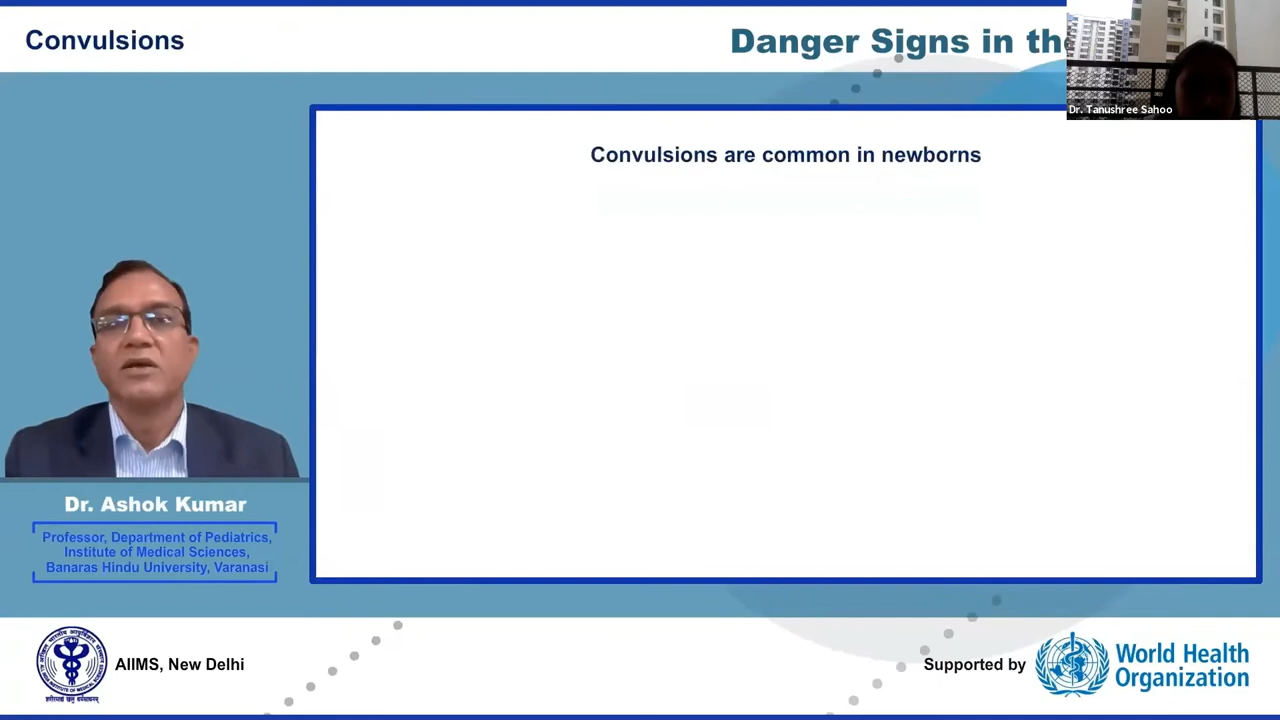 Convulsions
Danger Signs in the
Dr. Tanushree Sahoo
Convulsions are common in newborns
Dr. Ashok Kumar
Professor, Department of Pediatrics,
Institute of Medical Sciences,
Banaras Hindu University, Varanasi
AIIMS, New Delhi
Supported by
World Health
Organization